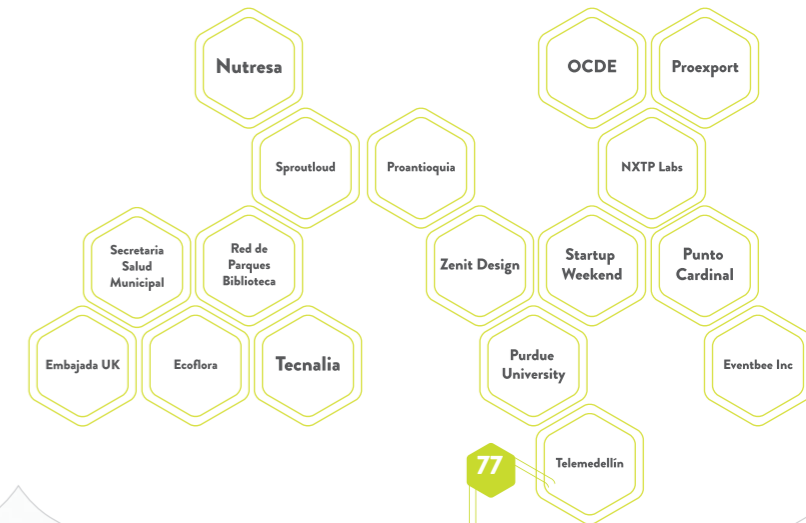 Nutresa
OCDE
Proexport
Sproutloud
Proantioquia
NXTP Labs
Secretaria
Salud
Municipal
Red de
Parques
Biblioteca
Zenit Design
Startup
Weekend
Punto
Cardinal
Embajada UK
Ecoflora
Tecnalia
Purdue
University
Eventbee Inc
77
Telemedellín